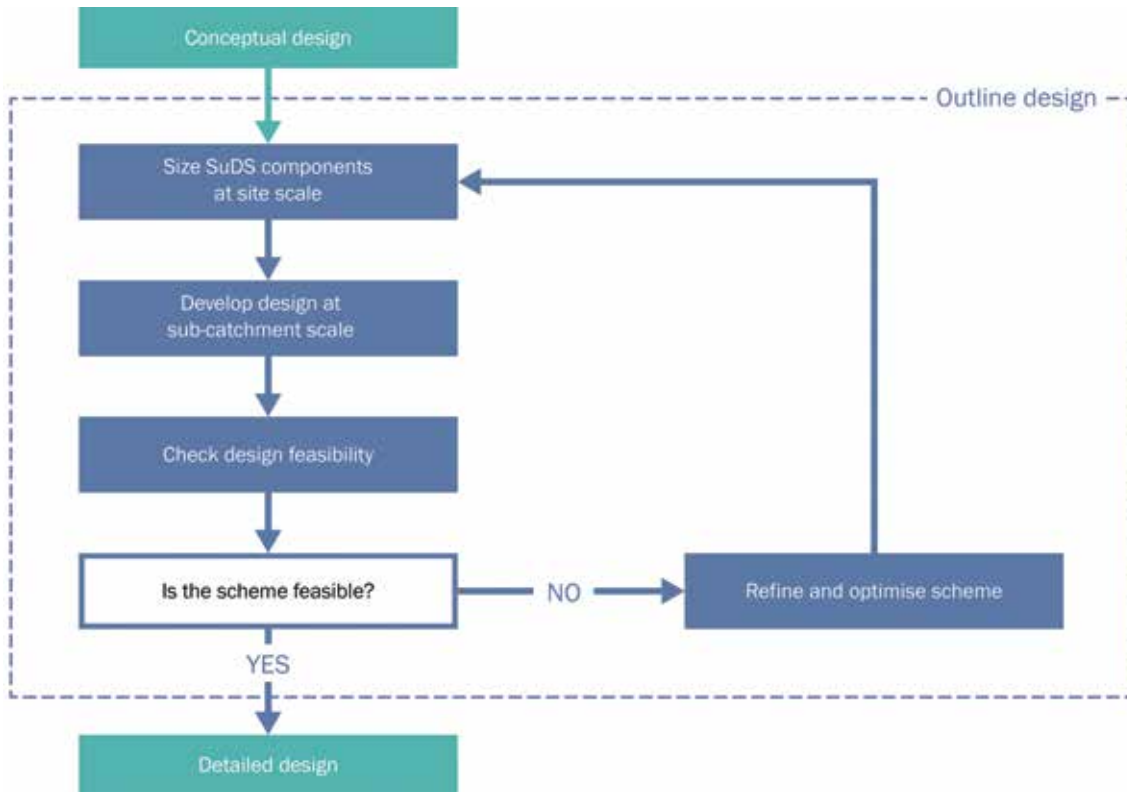 Conceptual design
Outline design
Size SuDS components
at site scale
Develop design at
sub-catchment scale
Check design feasibility
Is the scheme feasible?
NO
Refine and optimise scheme
YES
Detailed design